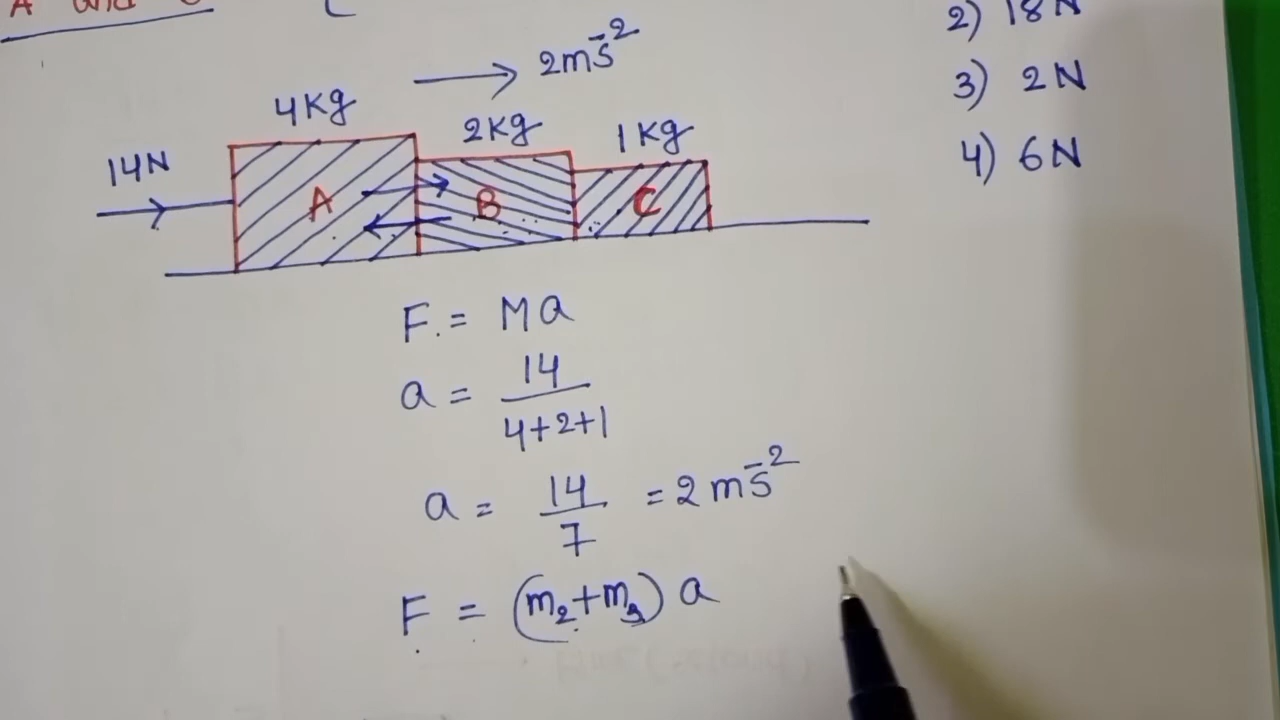 A and
2) 18N
2ms⁻²
3) 2N
4Kg
2Kg
1Kg
14N
4) 6N
A
B
C
F = Ma
a = 14/4+2+1
a = 14/7 = 2ms⁻²
F = (m₂+m₃) a